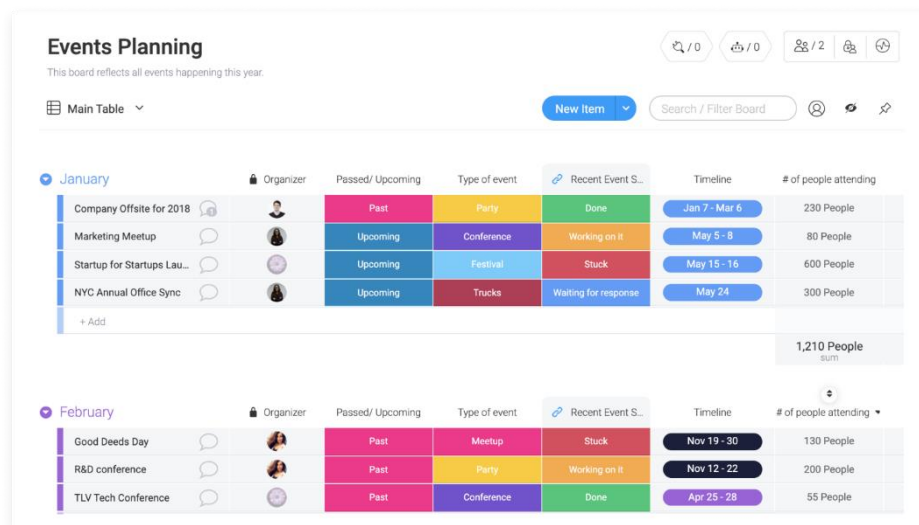 Events Planning
/ 0 / 0 / 2
This board reflects all events happening this year.
Main Table New Item Search / Filter Board
January Organizer Passed/ Upcoming Type of event Recent Event S... Timeline # of people attending
Company Offsite for 2018 Past Party Done Jan 7 - Mar 6 230 People
Marketing Meetup Upcoming Conference Working on it May 5 - 8 80 People
Startup for Startups Lau... Upcoming Festival Stuck May 15 - 16 600 People
NYC Annual Office Sync Upcoming Trucks Waiting for response May 24 300 People
+ Add
1,210 People
sum
February Organizer Passed/ Upcoming Type of event Recent Event S... Timeline # of people attending
Good Deeds Day Past Meetup Stuck Nov 19 - 30 130 People
R&D conference Past Party Working on it Nov 12 - 22 200 People
TLV Tech Conference Past Conference Done Apr 25 - 28 55 People